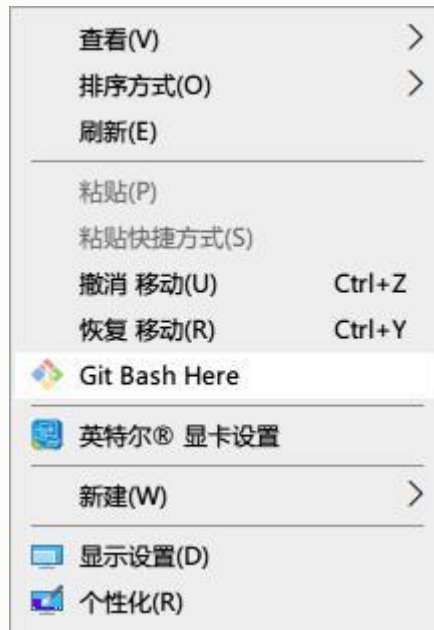 查看(V)
排序方式(O)
刷新(E)
粘贴(P)
粘贴快捷方式(S)
撤消 移动(U) Ctrl+Z
恢复 移动(R) Ctrl+Y
Git Bash Here
英特尔® 显卡设置
新建(W)
显示设置(D)
个性化(R)